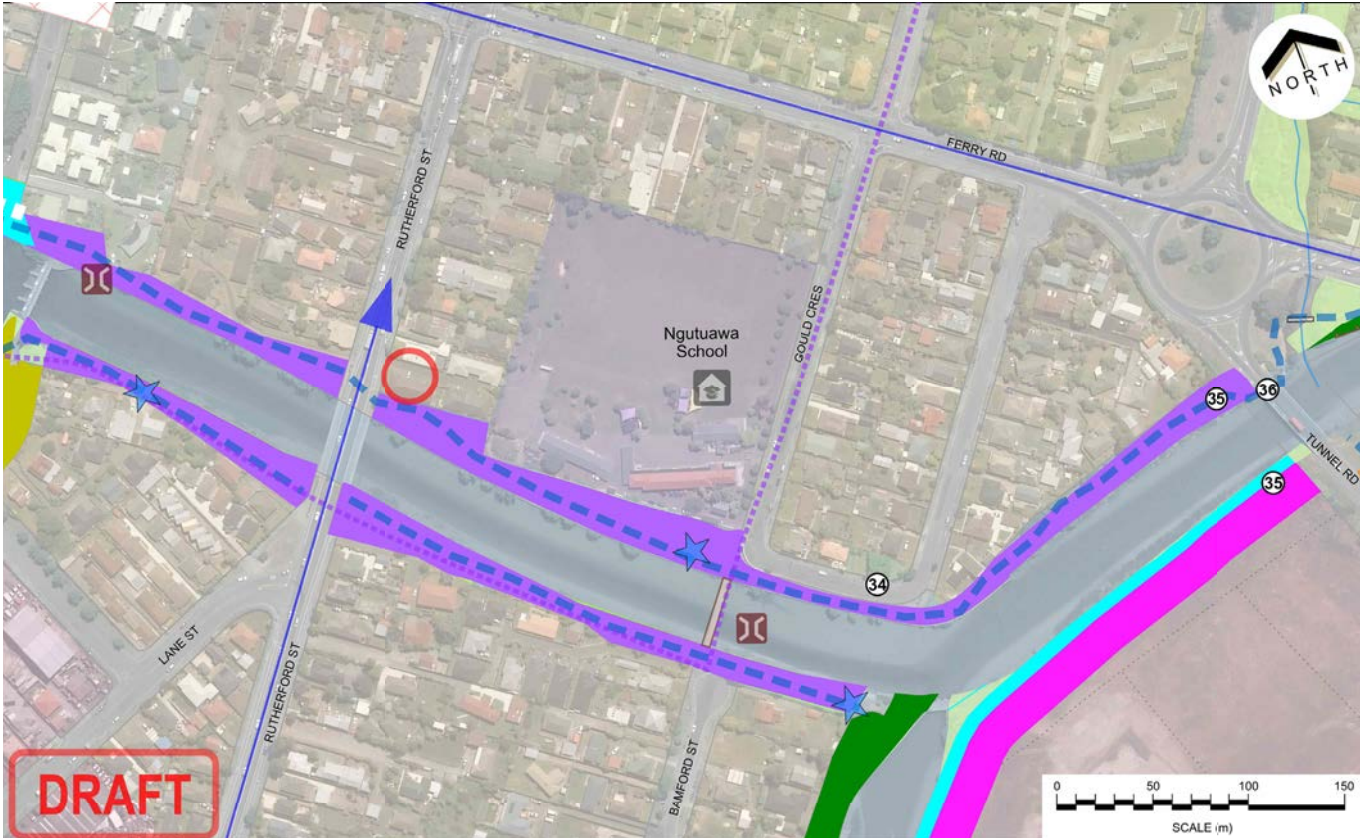 NORTH
FERRY RD
RUTHERFORD ST
GOULD CRES
Ngutuawa
School
35
36
TUNNEL RD
35
34
LANE ST
RUTHERFORD ST
BAMFORD ST
DRAFT
0 50 100 150
SCALE (m)